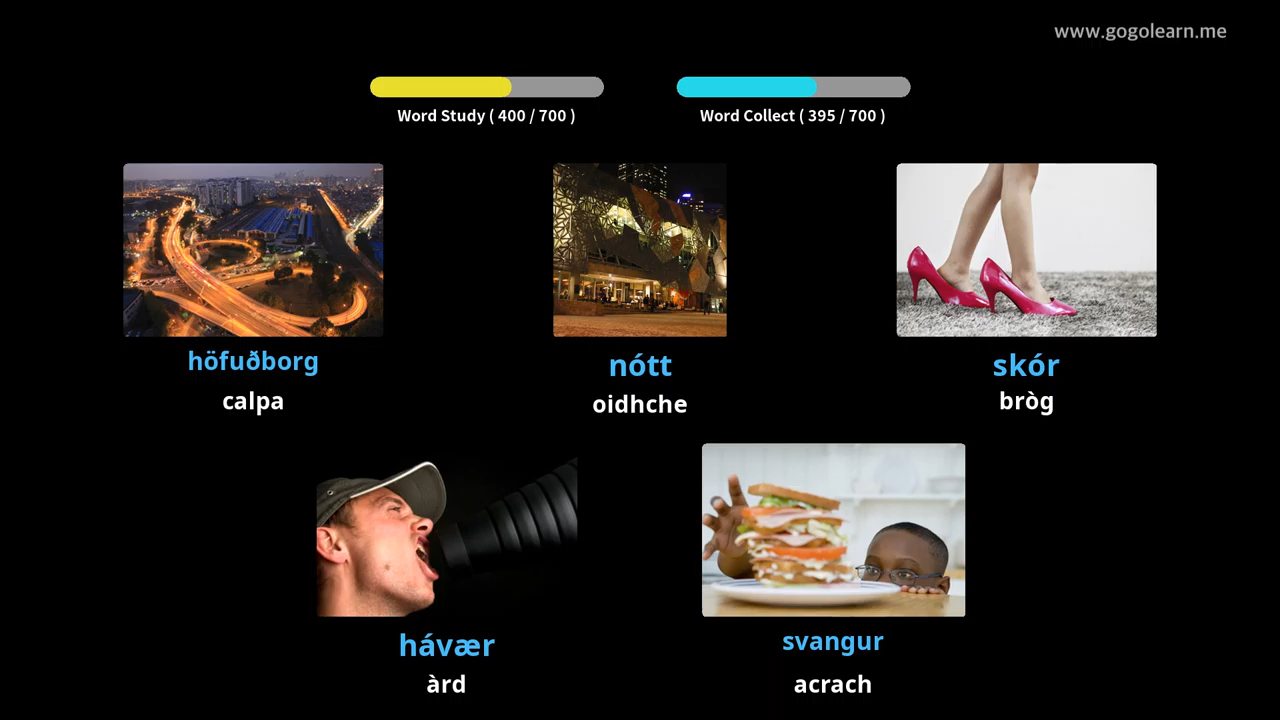 www.gogolearn.me
Word Study ( 400 / 700 )
Word Collect ( 395 / 700 )
höfuðborg
calpa
nótt
oidhche
skór
bròg
hávær
àrd
svangur
acrach